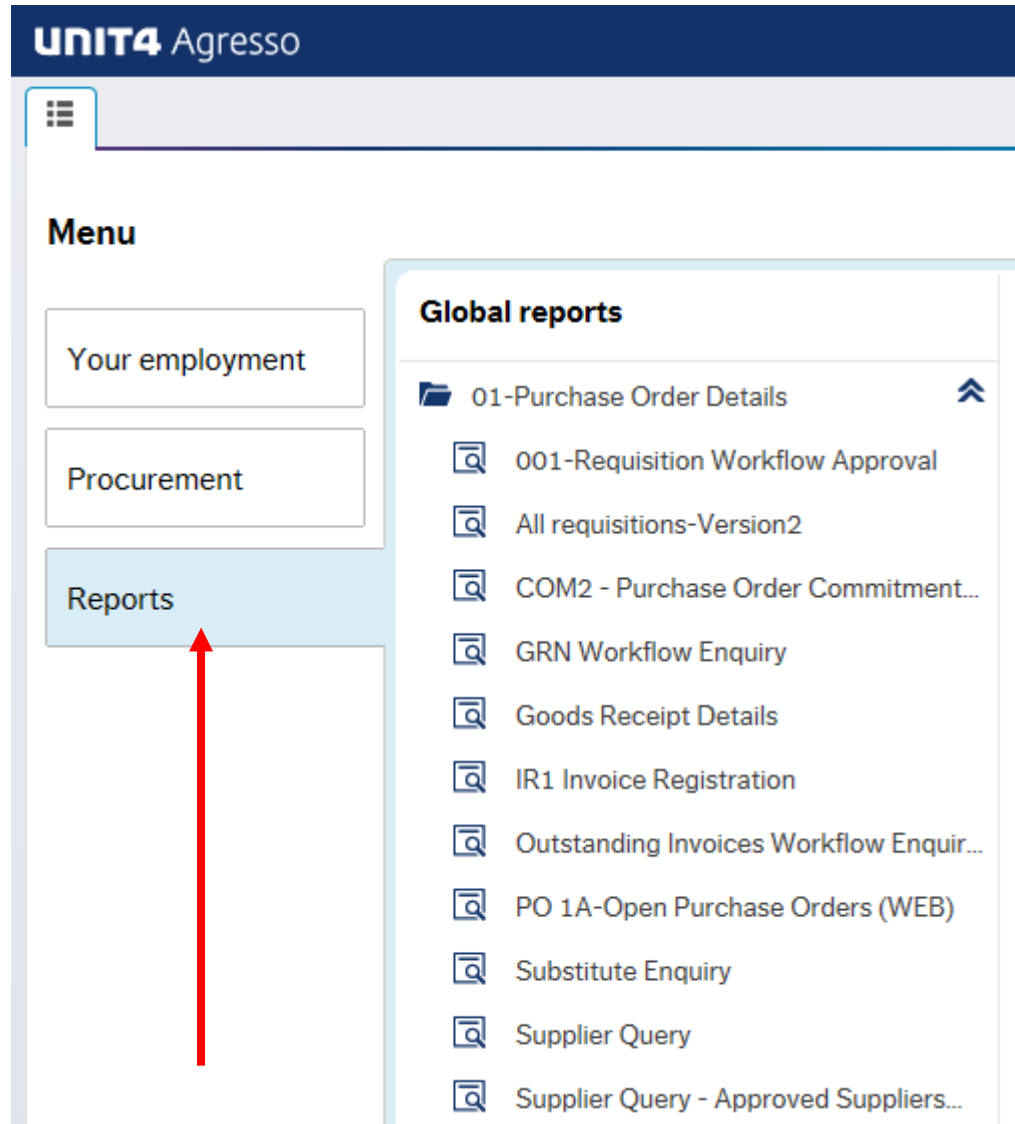 UNIT4 Agresso
Menu
Your employment
Procurement
Reports
Global reports
01-Purchase Order Details
001-Requisition Workflow Approval
All requisitions-Version2
COM2 - Purchase Order Commitment...
GRN Workflow Enquiry
Goods Receipt Details
IR1 Invoice Registration
Outstanding Invoices Workflow Enquir...
PO 1A-Open Purchase Orders (WEB)
Substitute Enquiry
Supplier Query
Supplier Query - Approved Suppliers...